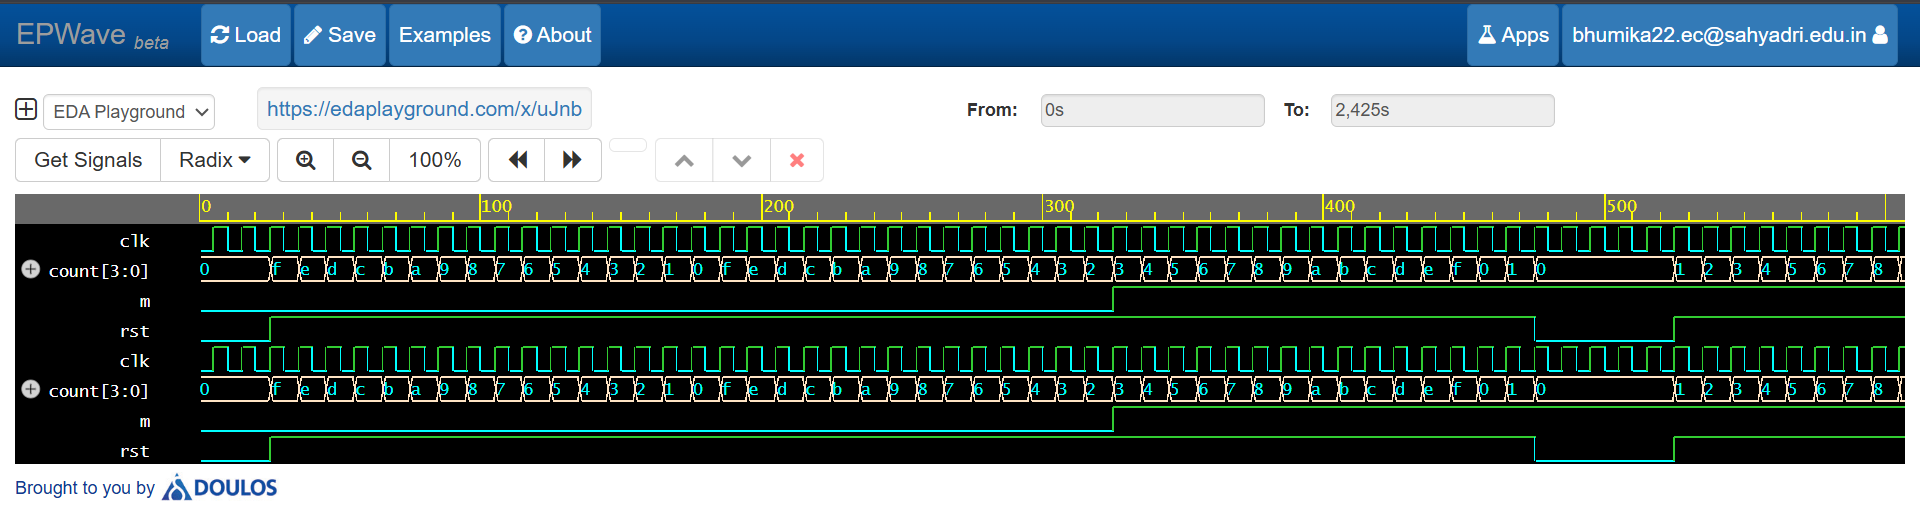 EPWave beta Load Save Examples About Apps bhumika22.ec@sahyadri.edu.in
EDA Playground https://edaplayground.com/x/uJnb From: 0s To: 2,425s
Get Signals Radix 100%
0 100 200 300 400 500
clk
count[3:0] 0 f e d c b a 9 8 7 6 5 4 3 2 1 0 f e d c b a 9 8 7 6 5 4 3 2 3 4 5 6 7 8 9 a b c d e f 0 1 0 1 2 3 4 5 6 7 8
m
rst
clk
count[3:0] 0 f e d c b a 9 8 7 6 5 4 3 2 1 0 f e d c b a 9 8 7 6 5 4 3 2 3 4 5 6 7 8 9 a b c d e f 0 1 0 1 2 3 4 5 6 7 8
m
rst
Brought to you by DOULOS